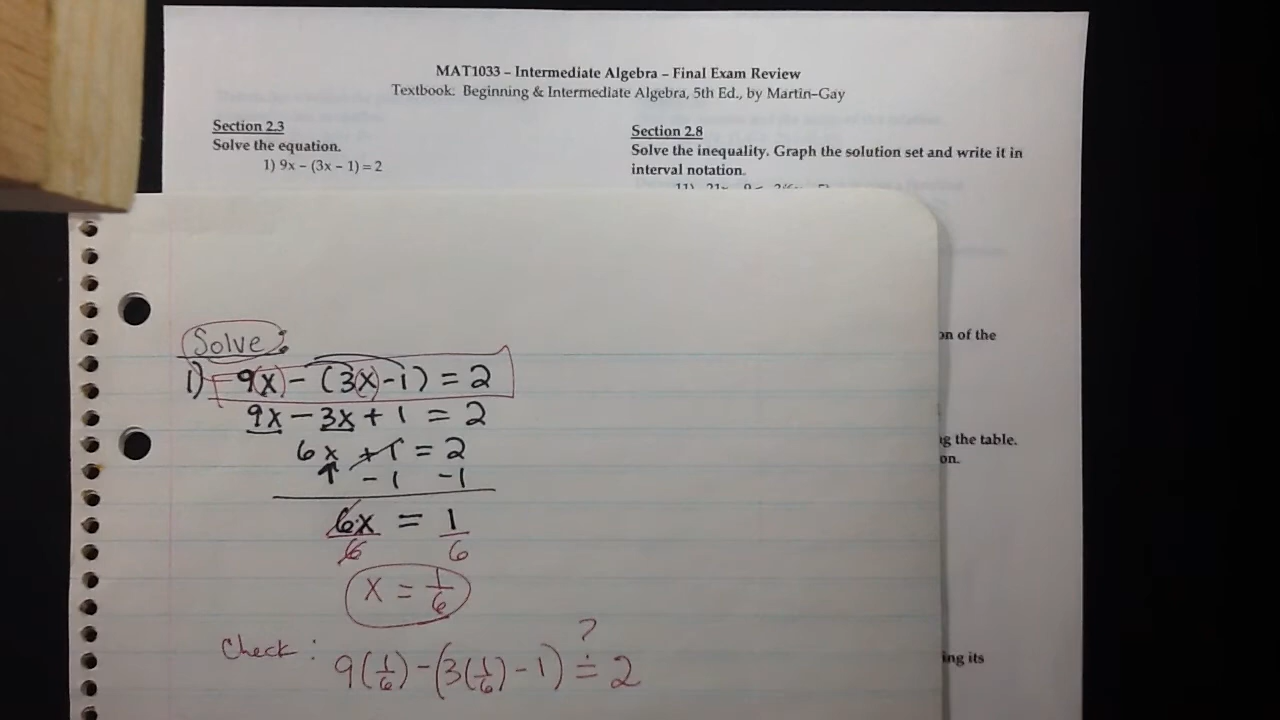 MAT1033 – Intermediate Algebra – Final Exam Review
Textbook: Beginning & Intermediate Algebra, 5th Ed., by Martin–Gay
Section 2.3
Solve the equation.
1) 9x – (3x – 1) = 2
Section 2.8
Solve the inequality. Graph the solution set and write it in
interval notation.
on of the
the table.
on.
ing its
Solve:
1) 9(x) - (3(x) - 1) = 2
9x - 3x + 1 = 2
6x + 1 = 2
- 1 -1
6x = 1
6 6
x = 1/6
Check: 9(1/6) - (3(1/6) - 1) ≟ 2